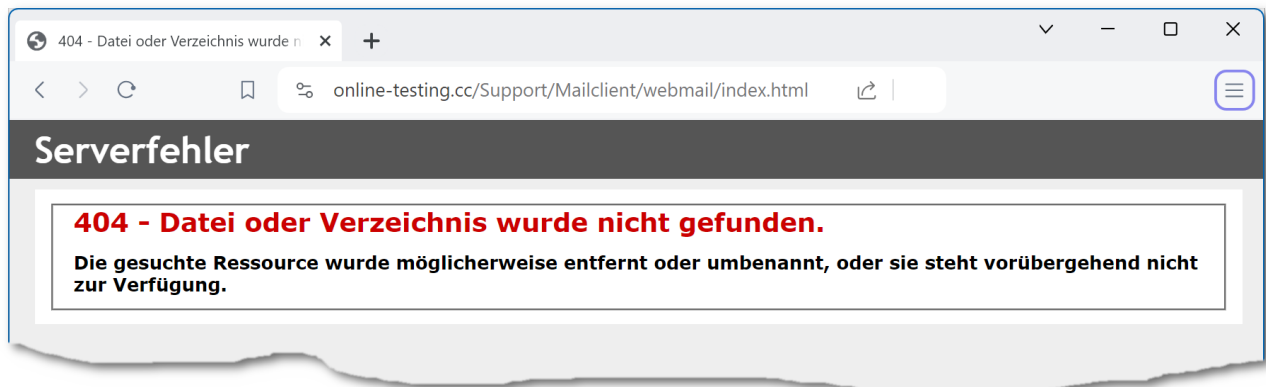 404 - Datei oder Verzeichnis wurde n
online-testing.cc/Support/Mailclient/webmail/index.html
Serverfehler
404 - Datei oder Verzeichnis wurde nicht gefunden.
Die gesuchte Ressource wurde möglicherweise entfernt oder umbenannt, oder sie steht vorübergehend nicht
zur Verfügung.